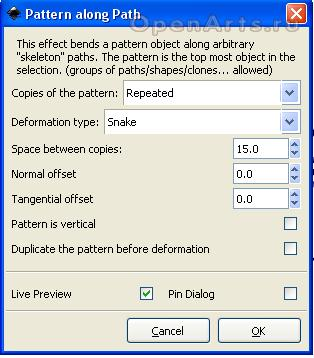 Pattern along Path
OpenArts.ru
This effect bends a pattern object along arbitrary
"skeleton" paths. The pattern is the top most object in the
selection. (groups of paths/shapes/clones... allowed)
Copies of the pattern: Repeated
Deformation type: Snake
Space between copies: 15.0
Normal offset 0.0
Tangential offset 0.0
Pattern is vertical
Duplicate the pattern before deformation
Live Preview Pin Dialog
Cancel OK